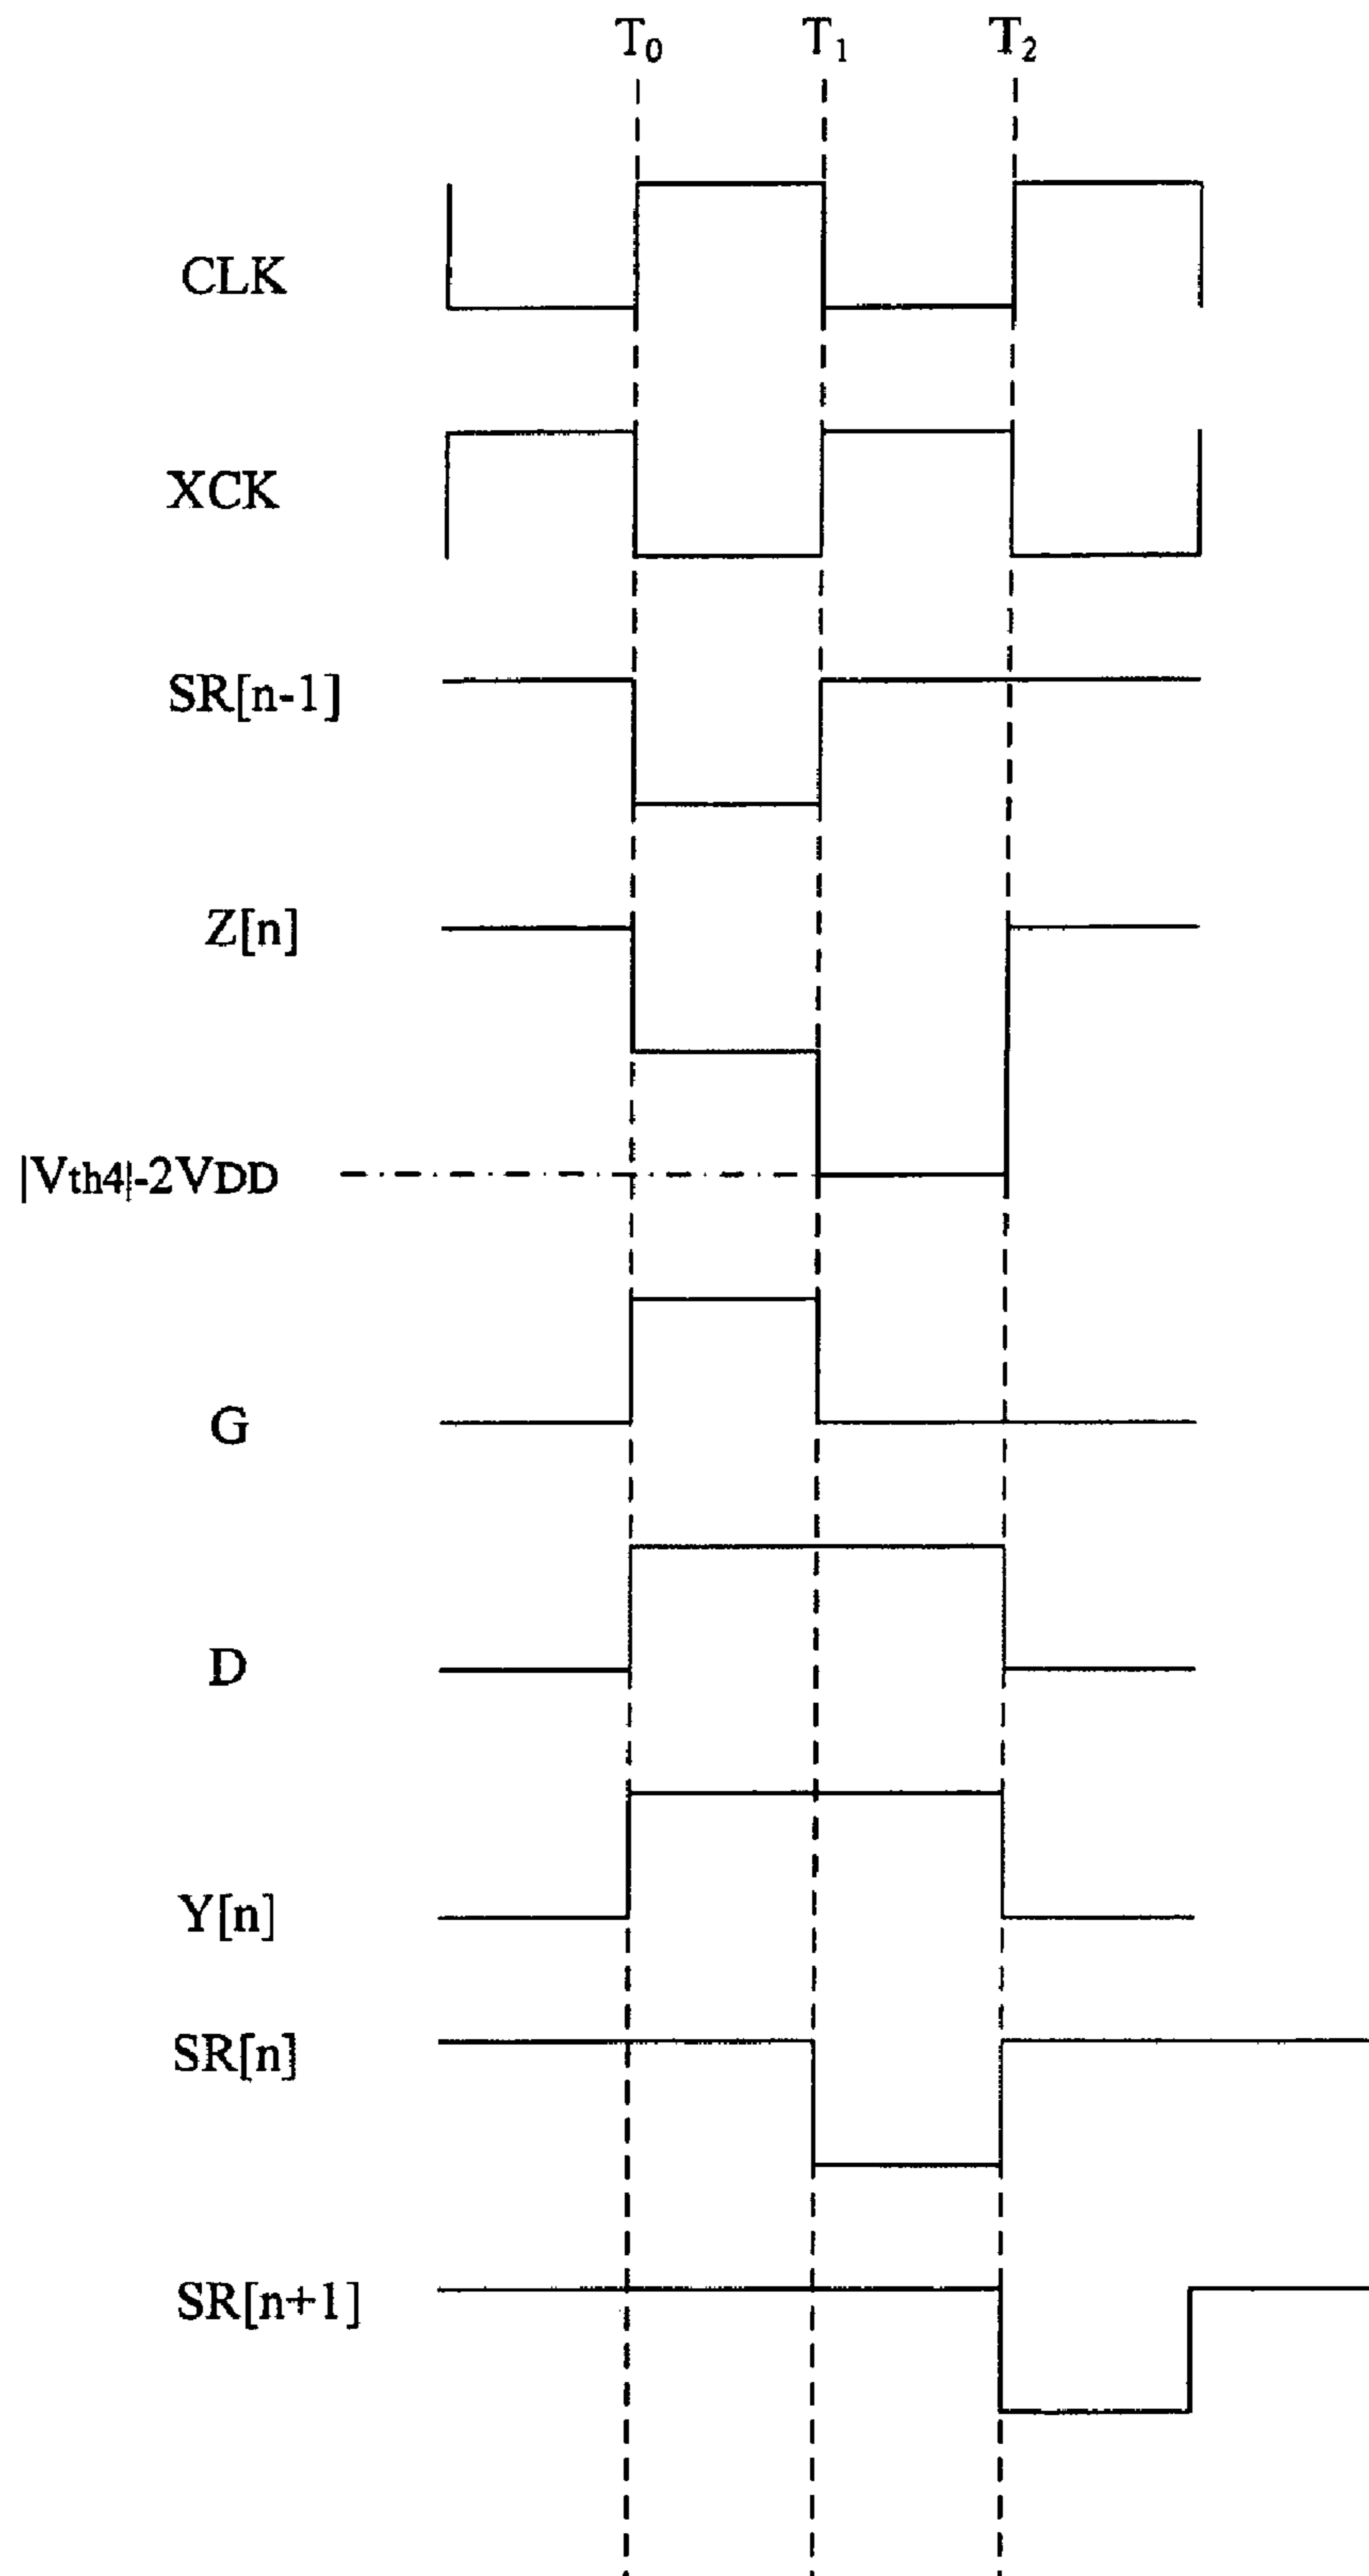 T₀ T₁ T₂
CLK
XCK
SR[n-1]
Z[n]
|Vth4|-2VDD
G
D
Y[n]
SR[n]
SR[n+1]